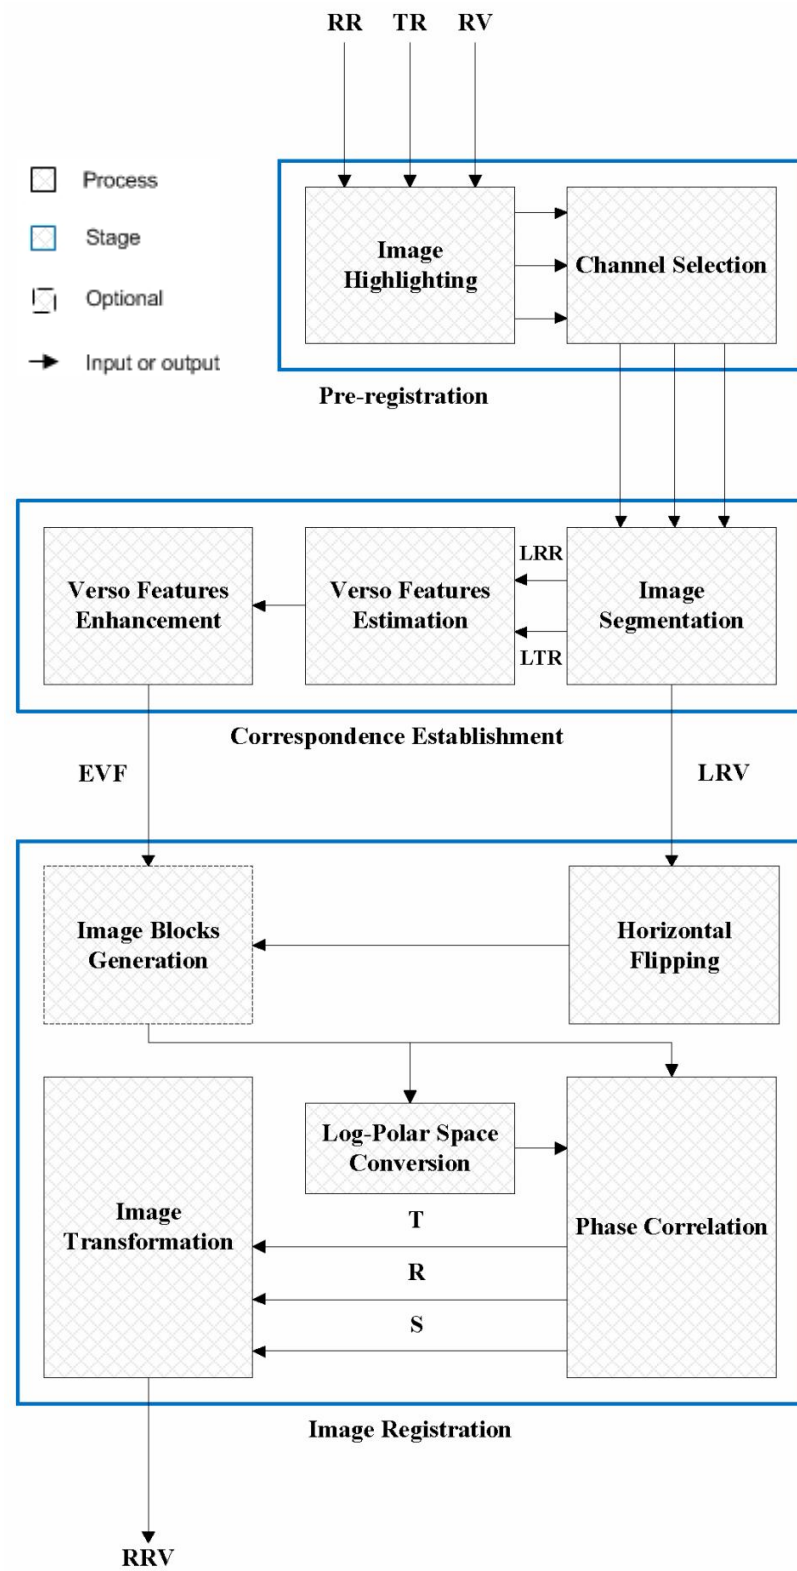 RR TR RV
Process
Stage
Optional
Input or output
Image
Highlighting
Channel Selection
Pre-registration
Verso Features
Enhancement
Verso Features
Estimation
LRR
LTR
Image
Segmentation
Correspondence Establishment
EVF
LRV
Image Blocks
Generation
Horizontal
Flipping
Log-Polar Space
Conversion
Image
Transformation
T
R
S
Phase Correlation
Image Registration
RRV